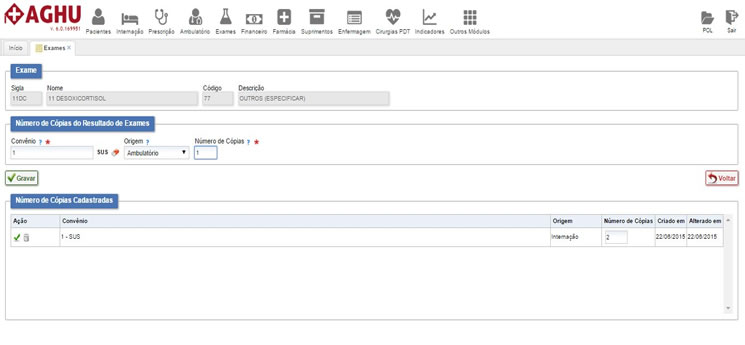 AGHU
v. 6.0.169951
Pacientes Internação Prescrição Ambulatório Exames Financeiro Farmácia Suprimentos Enfermagem Cirurgias PDT Indicadores Outros Módulos POL Sair
Início Exames
Exame
Sigla Nome Código Descrição
11DC 11 DESOXICORTISOL 77 OUTROS (ESPECIFICAR)
Número de Cópias do Resultado de Exames
Convênio ? * Origem ? Número de Cópias ? *
1 SUS Ambulatório 1
Gravar Voltar
Número de Cópias Cadastradas
Ação Convênio Origem Número de Cópias Criado em Alterado em
1 - SUS Internação 2 22/06/2015 22/06/2015